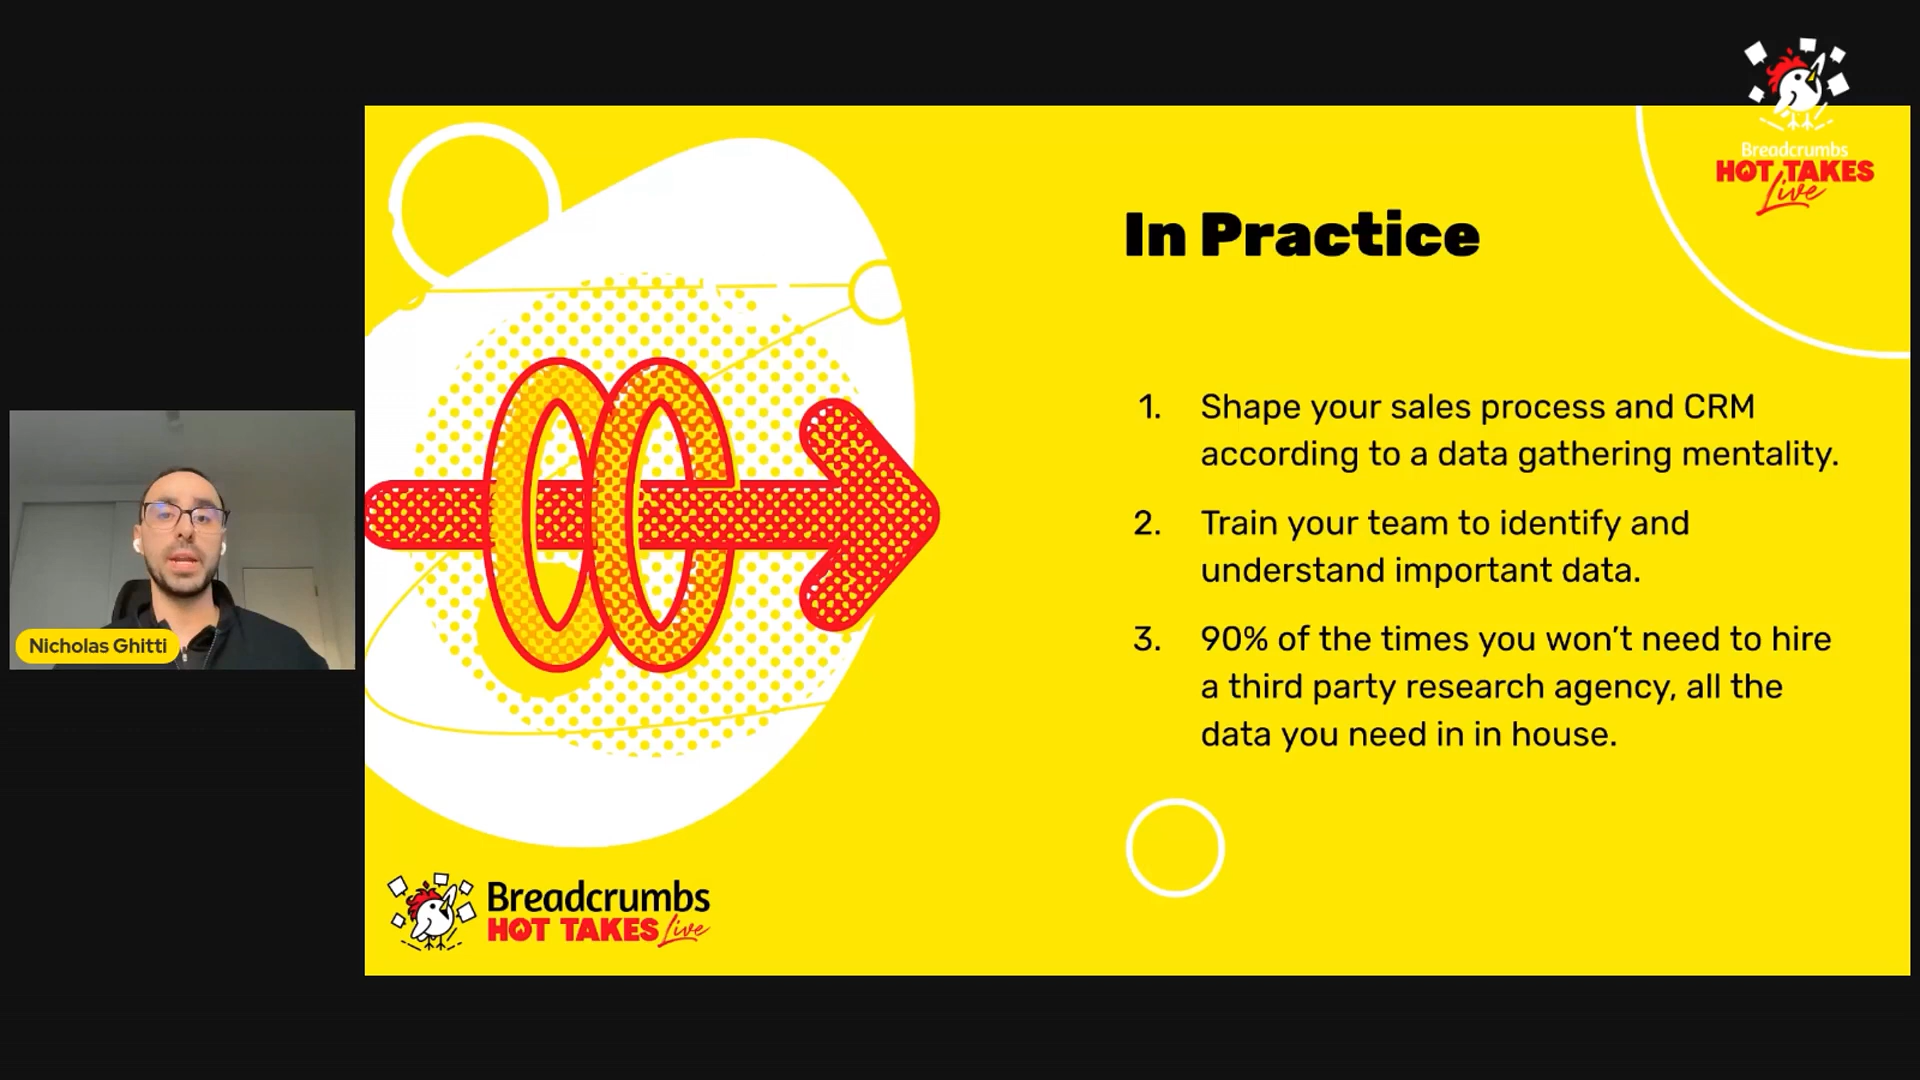 Breadcrumbs
HOT TAKES
Live
In Practice
1. Shape your sales process and CRM
according to a data gathering mentality.
2. Train your team to identify and
understand important data.
3. 90% of the times you won’t need to hire
a third party research agency, all the
data you need in in house.
Nicholas Ghitti
Breadcrumbs
HOT TAKES Live